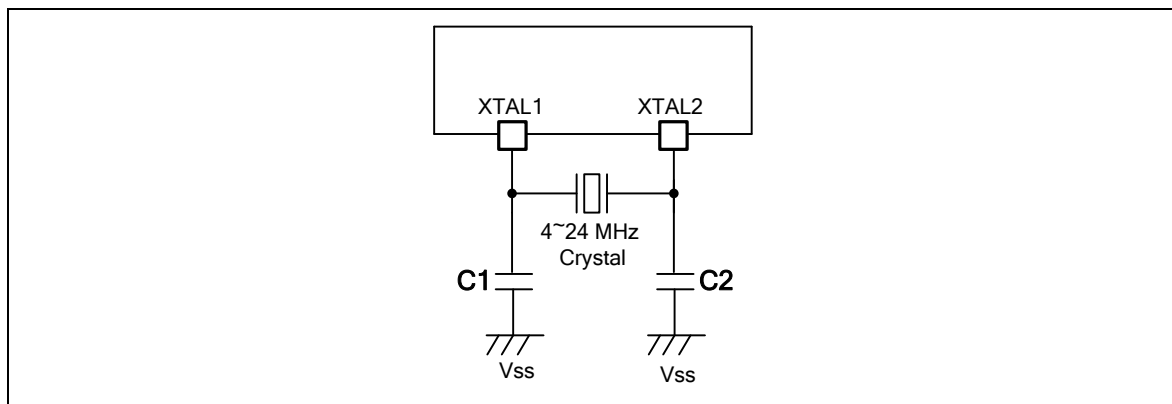 XTAL1 XTAL2
4~24 MHz
Crystal
C1 C2
Vss Vss